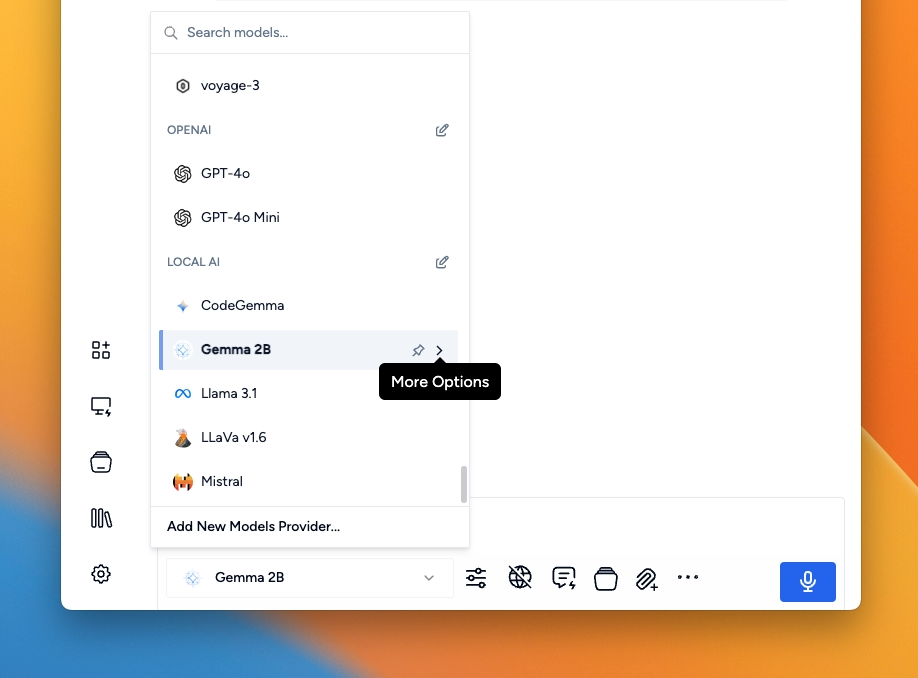 Search models...
voyage-3
OPENAI
GPT-4o
GPT-4o Mini
LOCAL AI
CodeGemma
Gemma 2B
More Options
Llama 3.1
LLaVa v1.6
Mistral
Add New Models Provider...
Gemma 2B